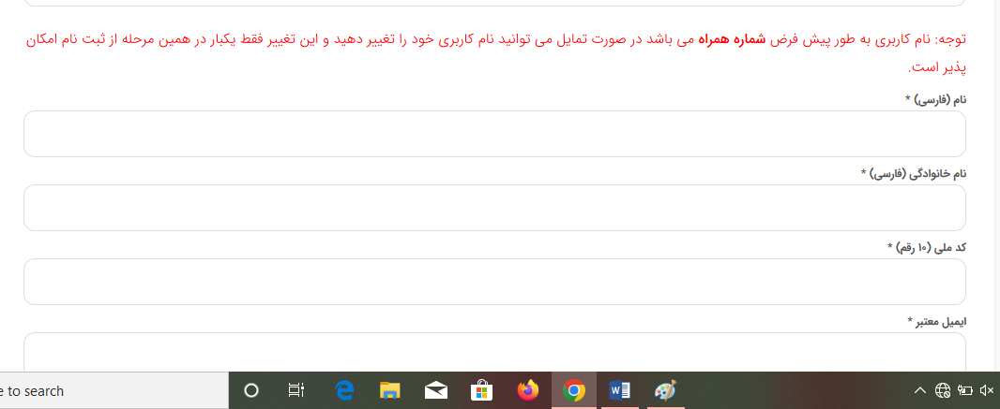 توجه: نام کاربری به طور پیش فرض شماره همراه می باشد در صورت تمایل می توانید نام کاربری خود را تغییر دهید و این تغییر فقط یکبار در همین مرحله از ثبت نام امکان
پذیر است.
نام (فارسی) *
نام خانوادگی (فارسی) *
کد ملی (۱۰ رقم) *
ایمیل معتبر *
e to search